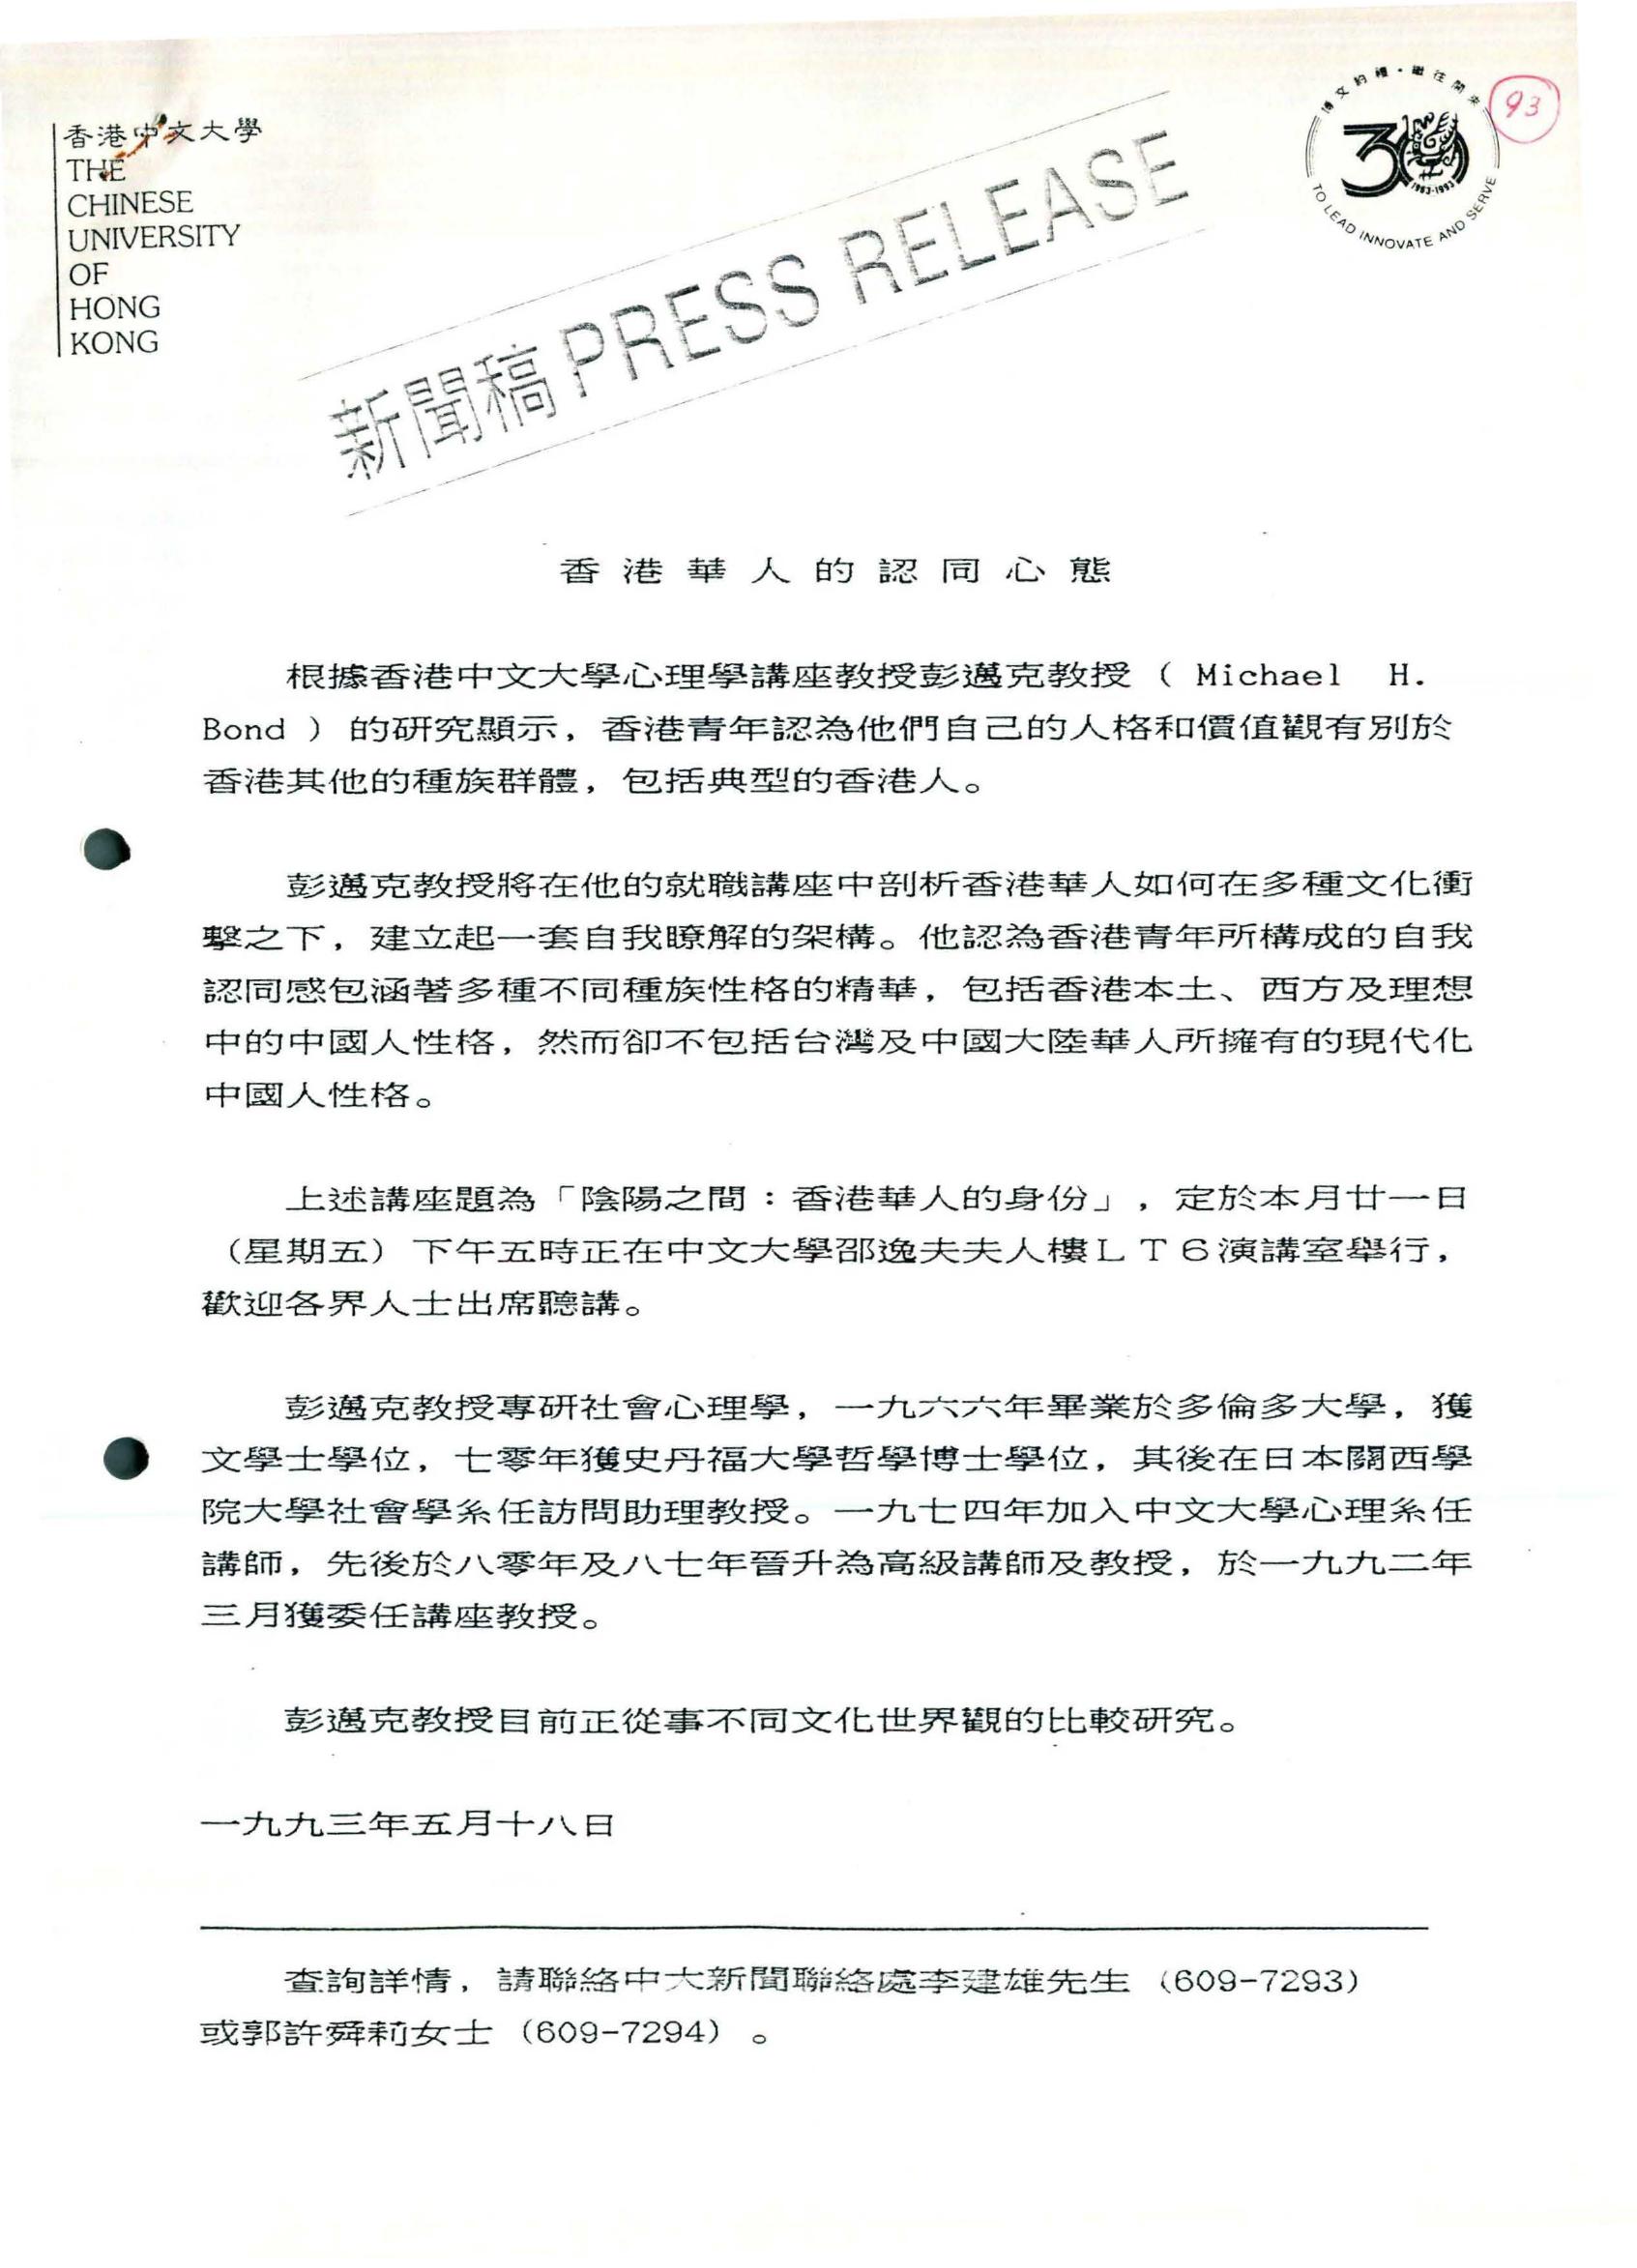 香港中文大學
THE
CHINESE
UNIVERSITY
OF
HONG
KONG
新聞稿 PRESS RELEASE
博文約禮·繼往開來
30
1963-1993
TO LEAD INNOVATE AND SERVE
93
香港華人的認同心態
根據香港中文大學心理學講座教授彭邁克教授 ( Michael H.
Bond ) 的研究顯示，香港青年認為他們自己的人格和價值觀有別於
香港其他的種族群體，包括典型的香港人。
彭邁克教授將在他的就職講座中剖析香港華人如何在多種文化衝
擊之下，建立起一套自我瞭解的架構。他認為香港青年所構成的自我
認同感包涵著多種不同種族性格的精華，包括香港本土、西方及理想
中的中國人性格，然而卻不包括台灣及中國大陸華人所擁有的現代化
中國人性格。
上述講座題為「陰陽之間：香港華人的身份」，定於本月廿一日
（星期五）下午五時正在中文大學邵逸夫夫人樓ＬＴ６演講室舉行，
歡迎各界人士出席聽講。
彭邁克教授專研社會心理學，一九六六年畢業於多倫多大學，獲
文學士學位，七零年獲史丹福大學哲學博士學位，其後在日本關西學
院大學社會學系任訪問助理教授。一九七四年加入中文大學心理系任
講師，先後於八零年及八七年晉升為高級講師及教授，於一九九二年
三月獲委任講座教授。
彭邁克教授目前正從事不同文化世界觀的比較研究。
一九九三年五月十八日
查詢詳情，請聯絡中大新聞聯絡處李建雄先生（609-7293）
或郭許舜莉女士（609-7294）。